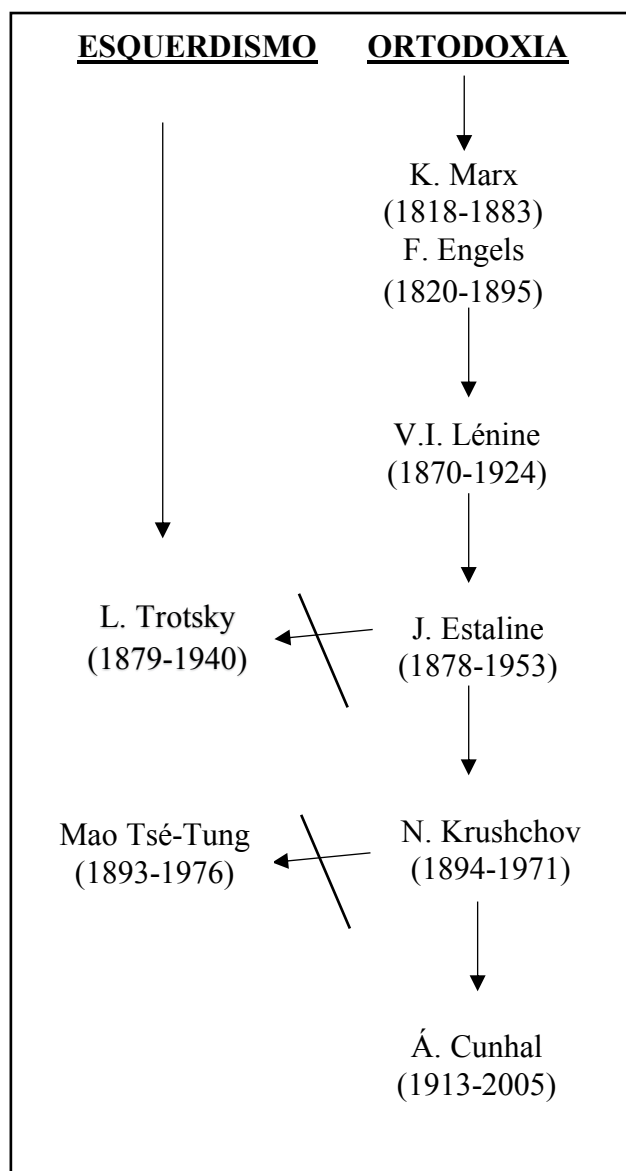 ESQUERDISMO ORTODOXIA
K. Marx
(1818-1883)
F. Engels
(1820-1895)
V.I. Lénine
(1870-1924)
L. Trotsky
(1879-1940)
J. Estaline
(1878-1953)
Mao Tsé-Tung
(1893-1976)
N. Krushchov
(1894-1971)
Á. Cunhal
(1913-2005)